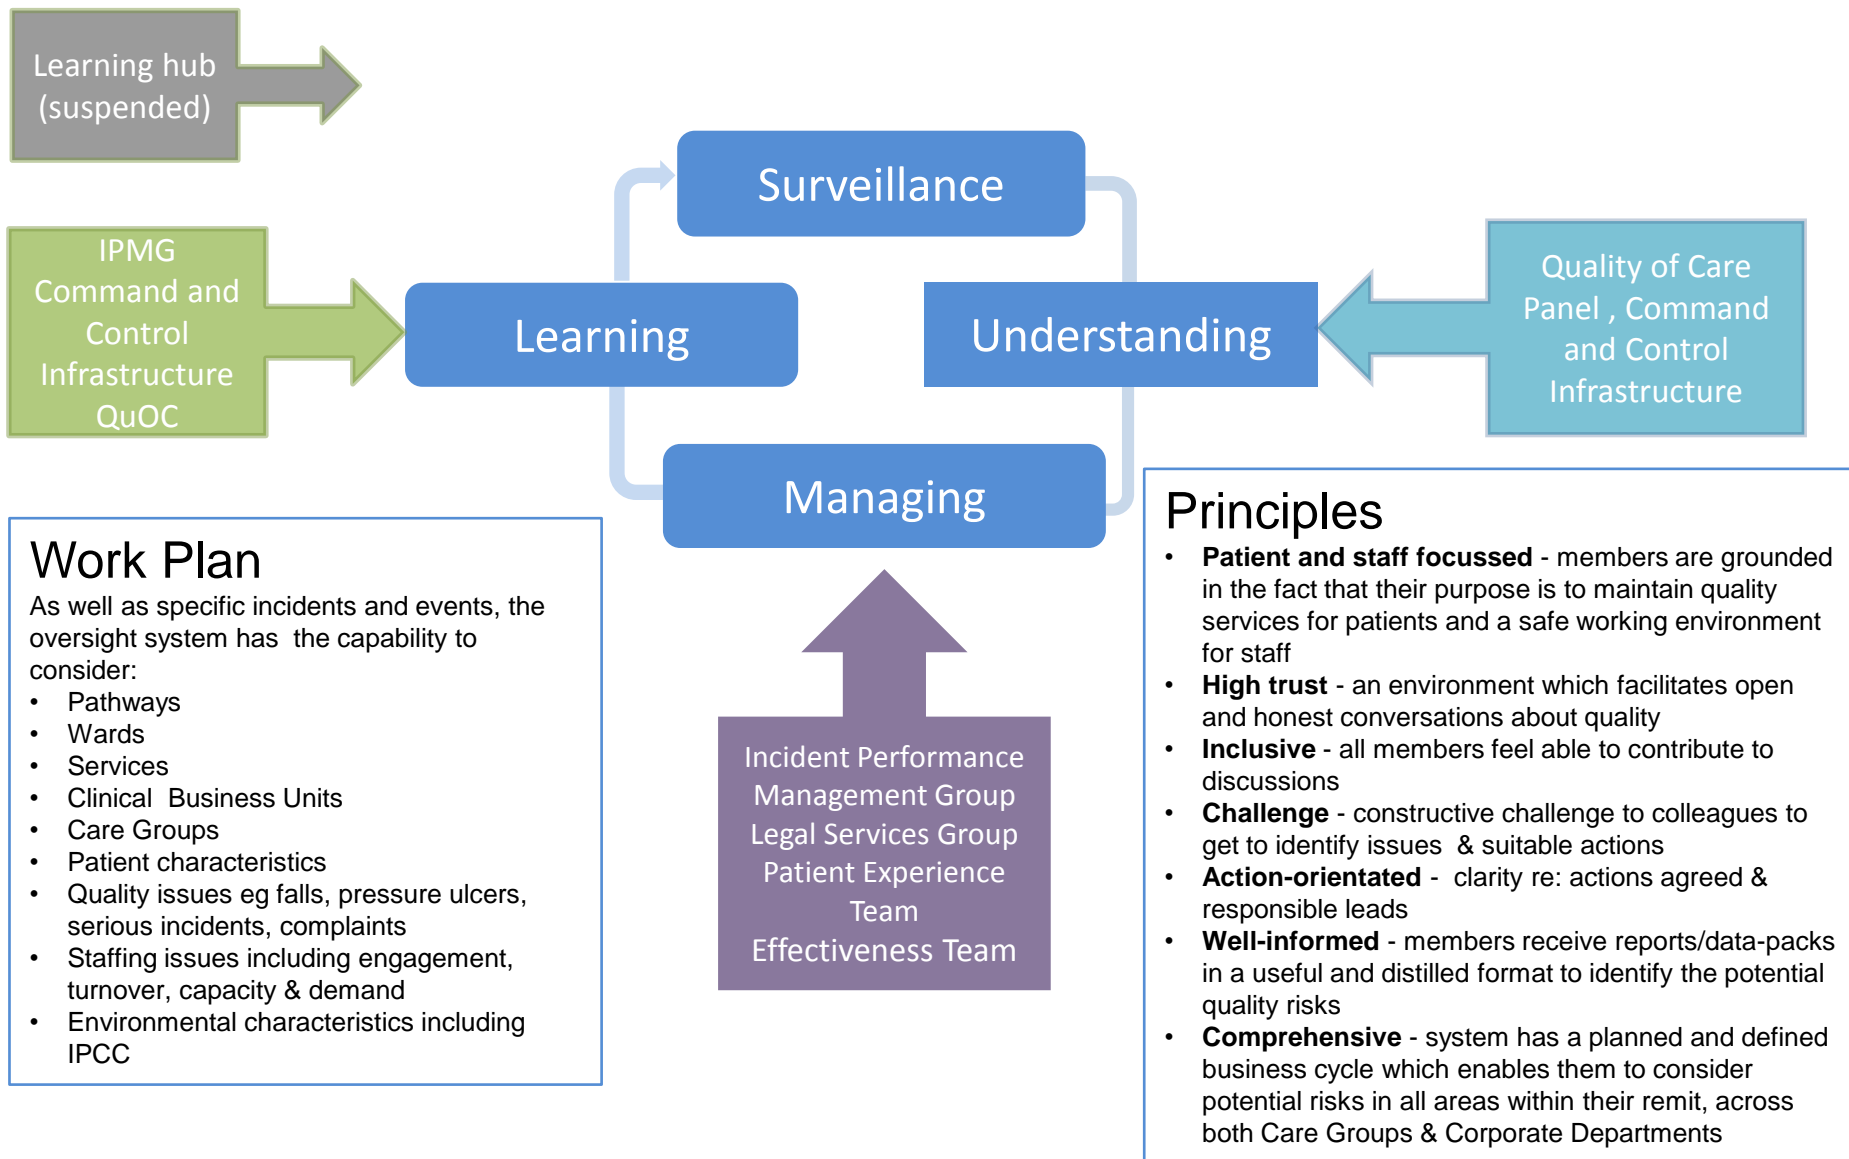 Learning hub
(suspended)
Surveillance
IPMG
Command and
Control
Infrastructure
QuOC
Learning
Understanding
Quality of Care
Panel , Command
and Control
Infrastructure
Managing
Incident Performance
Management Group
Legal Services Group
Patient Experience
Team
Effectiveness Team
Work Plan
As well as specific incidents and events, the
oversight system has the capability to
consider:
• Pathways
• Wards
• Services
• Clinical Business Units
• Care Groups
• Patient characteristics
• Quality issues eg falls, pressure ulcers,
serious incidents, complaints
• Staffing issues including engagement,
turnover, capacity & demand
• Environmental characteristics including
IPCC
Principles
• Patient and staff focussed - members are grounded
in the fact that their purpose is to maintain quality
services for patients and a safe working environment
for staff
• High trust - an environment which facilitates open
and honest conversations about quality
• Inclusive - all members feel able to contribute to
discussions
• Challenge - constructive challenge to colleagues to
get to identify issues & suitable actions
• Action-orientated - clarity re: actions agreed &
responsible leads
• Well-informed - members receive reports/data-packs
in a useful and distilled format to identify the potential
quality risks
• Comprehensive - system has a planned and defined
business cycle which enables them to consider
potential risks in all areas within their remit, across
both Care Groups & Corporate Departments